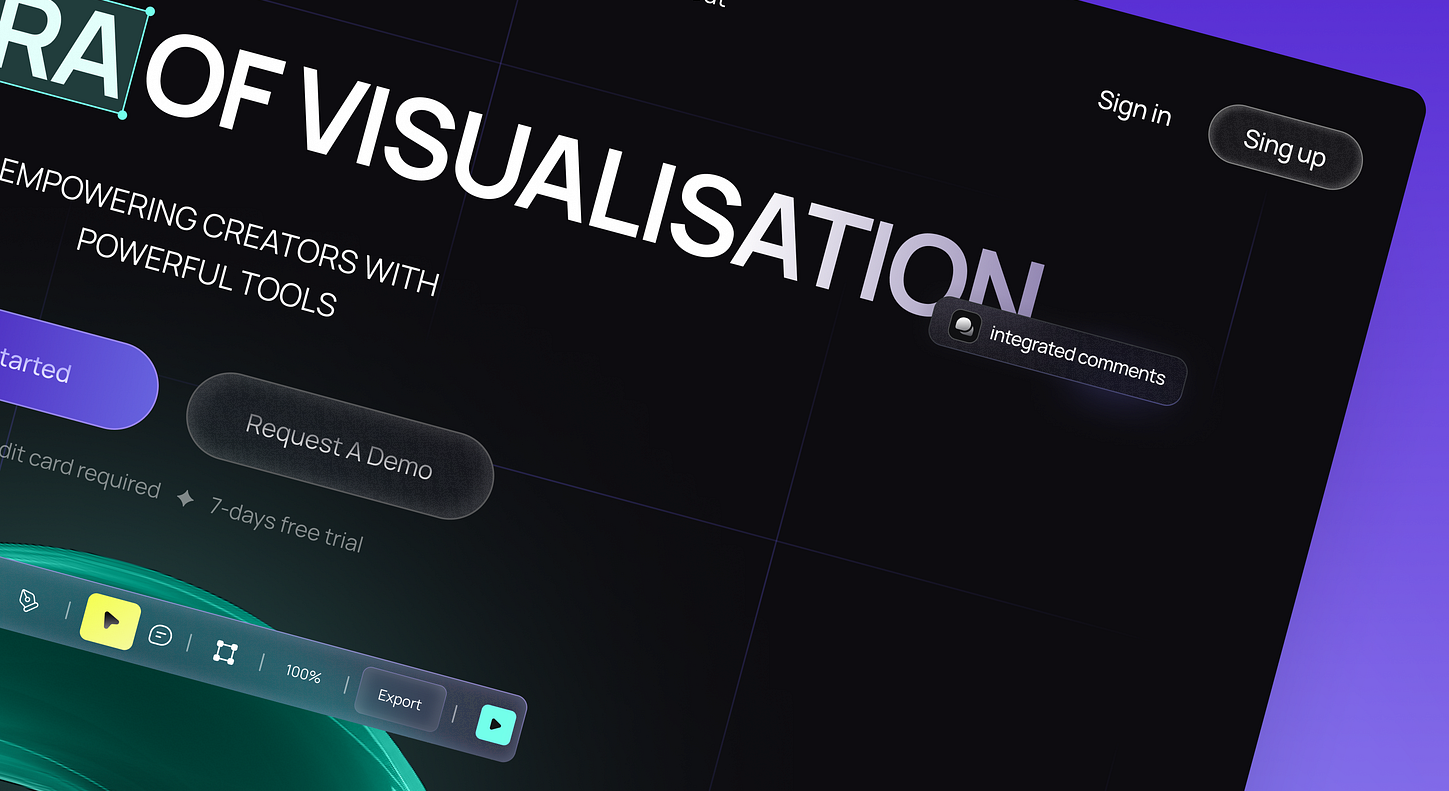 Sign in
Sing up
RA OF VISUALISATION
integrated comments
EMPOWERING CREATORS WITH
POWERFUL TOOLS
tarted
Request A Demo
dit card required ✦ 7-days free trial
100%
Export